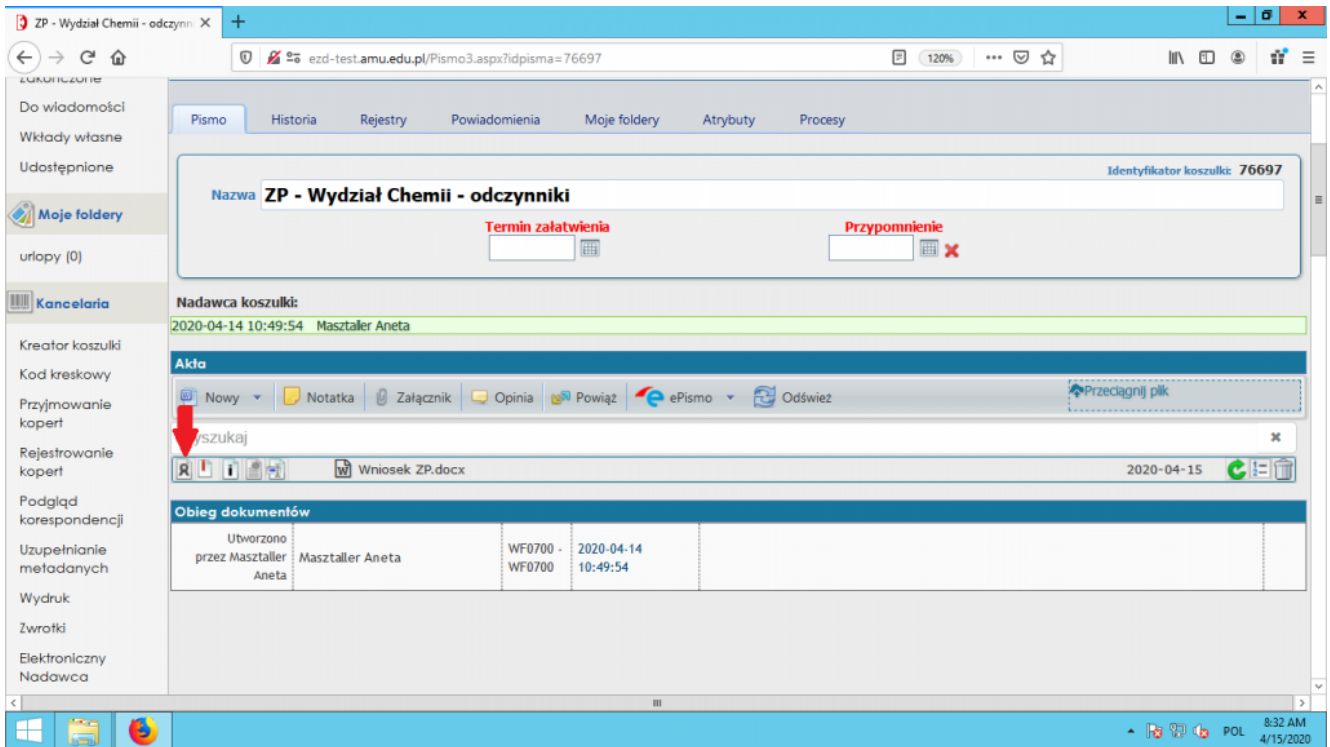 ZP - Wydział Chemii - odczynni
ezd-test.amu.edu.pl/Pismo3.aspx?idpisma=76697
120%
zakończone
Do wiadomości
Wkłady własne
Udostępnione
Moje foldery
urlopy (0)
Kancelaria
Kreator koszulki
Kod kreskowy
Przyjmowanie
kopert
Rejestrowanie
kopert
Podgląd
korespondencji
Uzupełnianie
metadanych
Wydruk
Zwrotki
Elektroniczny
Nadawca
Pismo Historia Rejestry Powiadomienia Moje foldery Atrybuty Procesy
Identyfikator koszulki: 76697
Nazwa ZP - Wydział Chemii - odczynniki
Termin załatwienia Przypomnienie
Nadawca koszulki:
2020-04-14 10:49:54 Masztaler Aneta
Akta
Nowy Notatka Załącznik Opinia Powiąż ePismo Odśwież Przeciągnij plik
yszukaj
Wniosek ZP.docx 2020-04-15
Obieg dokumentów
Utworzono
przez Masztaller
Aneta
Masztaller Aneta
WF0700 -
WF0700
2020-04-14
10:49:54
POL
8:32 AM
4/15/2020